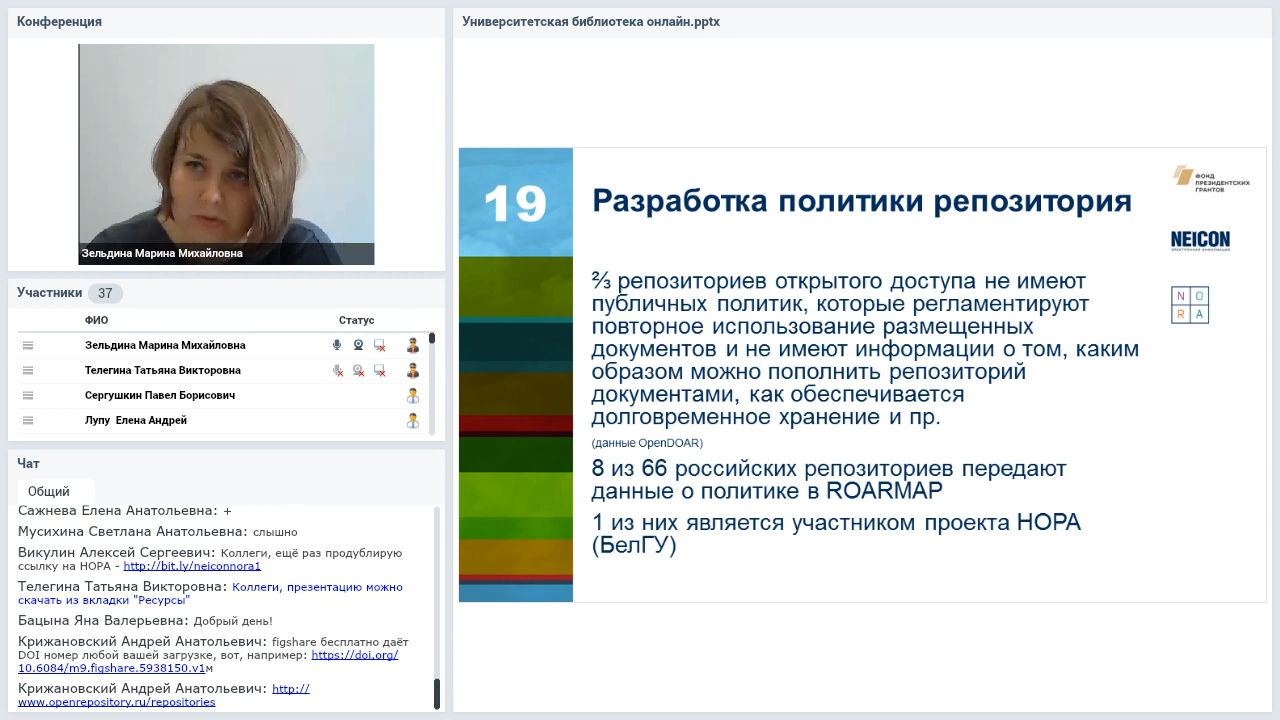 Конференция
Зельдина Марина Михайловна
Участники 37
ФИО Статус
Зельдина Марина Михайловна
Телегина Татьяна Викторовна
Сергушкин Павел Борисович
Лупу Елена Андрей
Чат
Общий
Сажнева Елена Анатольевна: +
Мусихина Светлана Анатольевна: слышно
Викулин Алексей Сергеевич: Коллеги, ещё раз продублирую
ссылку на НОРА - http://bit.ly/neiconnora1
Телегина Татьяна Викторовна: Коллеги, презентацию можно
скачать из вкладки "Ресурсы"
Бацына Яна Валерьевна: Добрый день!
Крижановский Андрей Анатольевич: figshare бесплатно даёт
DOI номер любой вашей загрузке, вот, например: https://doi.org/
10.6084/m9.figshare.5938150.v1м
Крижановский Андрей Анатольевич: http://
www.openrepository.ru/repositories
Университетская библиотека онлайн.pptx
19
Разработка политики репозитория
⅔ репозиториев открытого доступа не имеют
публичных политик, которые регламентируют
повторное использование размещенных
документов и не имеют информации о том, каким
образом можно пополнить репозиторий
документами, как обеспечивается
долговременное хранение и пр.
(данные OpenDOAR)
8 из 66 российских репозиториев передают
данные о политике в ROARMAP
1 из них является участником проекта НОРА
(БелГУ)
ФОНД
ПРЕЗИДЕНТСКИХ
ГРАНТОВ
NEICON
ЭЛЕКТРОННАЯ ИНФОРМАЦИЯ
N O
R A